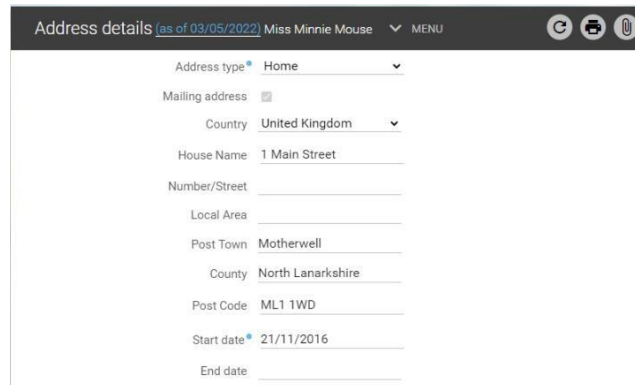 Address details (as of 03/05/2022) Miss Minnie Mouse MENU
Address type Home
Mailing address
Country United Kingdom
House Name 1 Main Street
Number/Street
Local Area
Post Town Motherwell
County North Lanarkshire
Post Code ML1 1WD
Start date 21/11/2016
End date